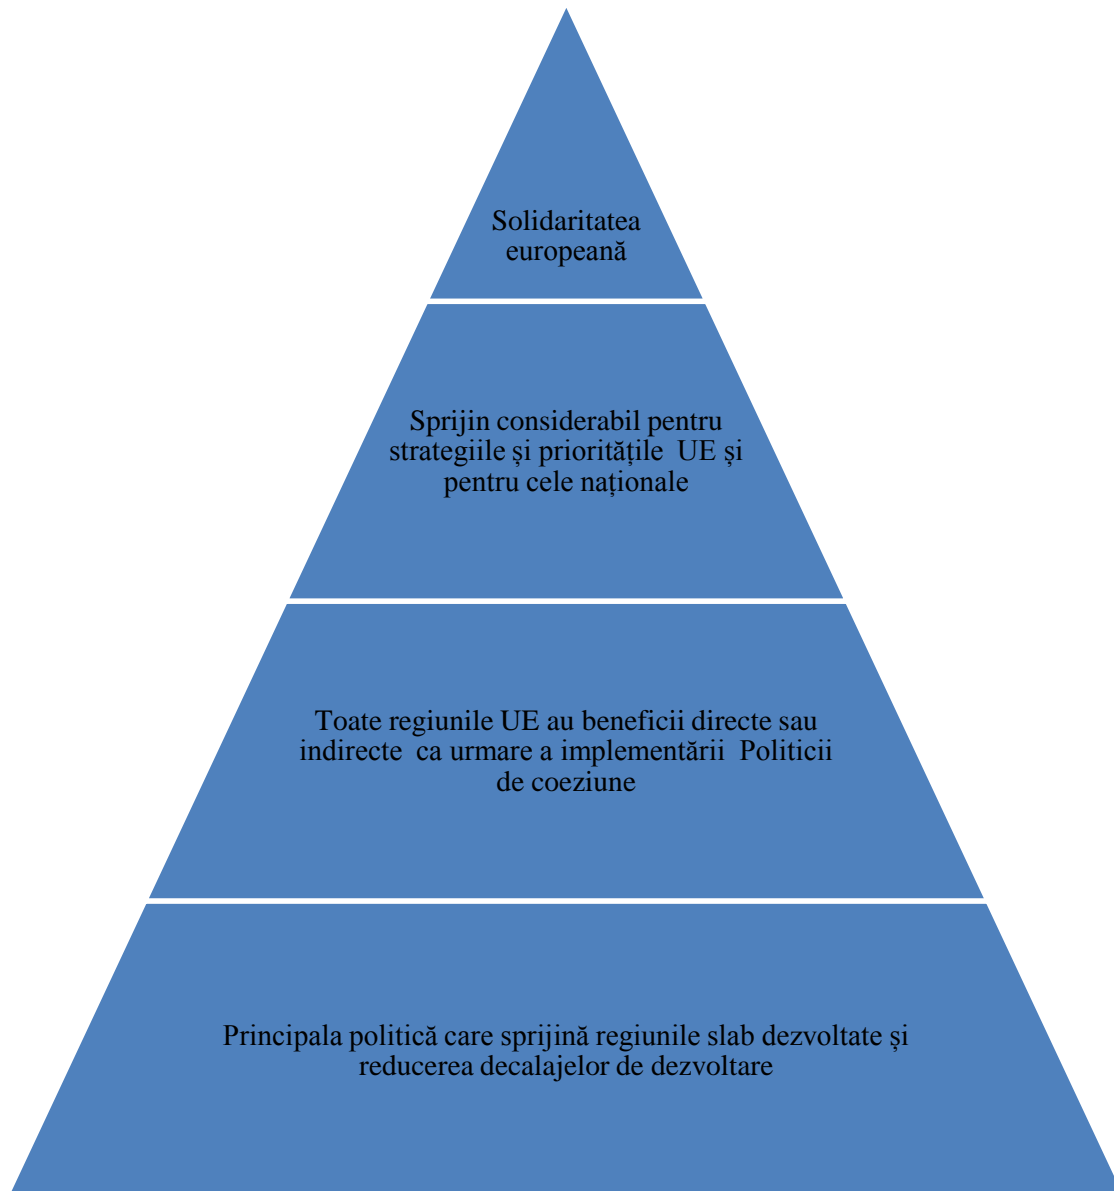 Solidaritatea
europeană
Sprijin considerabil pentru
strategiile și prioritățile UE și
pentru cele naționale
Toate regiunile UE au beneficii directe sau
indirecte ca urmare a implementării Politicii
de coeziune
Principala politică care sprijină regiunile slab dezvoltate și
reducerea decalajelor de dezvoltare